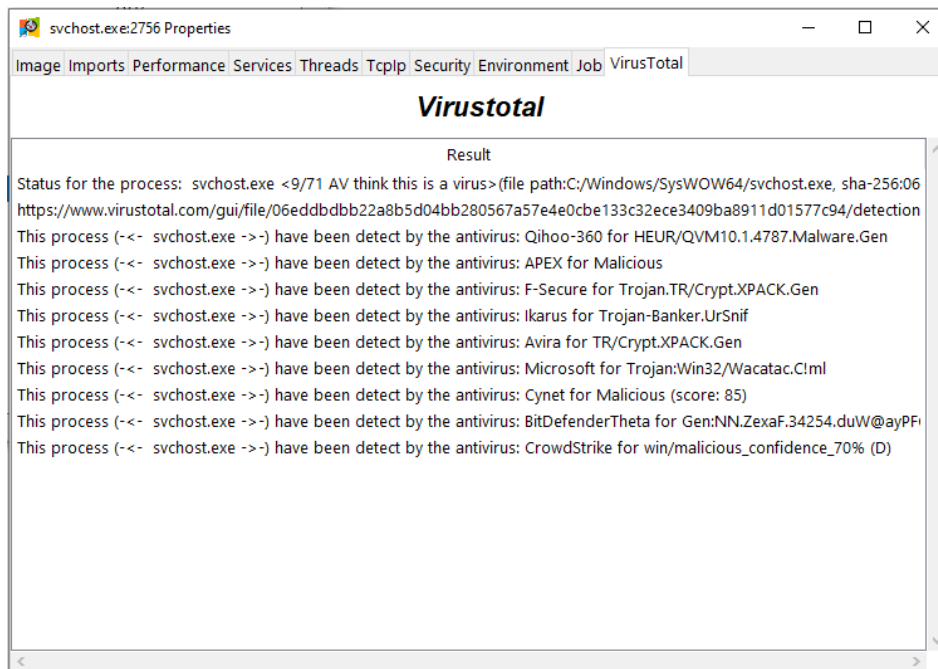 svchost.exe:2756 Properties
Image Imports Performance Services Threads TcpIp Security Environment Job VirusTotal
Virustotal
Result
Status for the process: svchost.exe <9/71 AV think this is a virus>(file path:C:/Windows/SysWOW64/svchost.exe, sha-256:06
https://www.virustotal.com/gui/file/06eddbdbb22a8b5d04bb280567a57e4e0cbe133c32ece3409ba8911d01577c94/detection
This process (-<- svchost.exe ->-) have been detect by the antivirus: Qihoo-360 for HEUR/QVM10.1.4787.Malware.Gen
This process (-<- svchost.exe ->-) have been detect by the antivirus: APEX for Malicious
This process (-<- svchost.exe ->-) have been detect by the antivirus: F-Secure for Trojan.TR/Crypt.XPACK.Gen
This process (-<- svchost.exe ->-) have been detect by the antivirus: Ikarus for Trojan-Banker.UrSnif
This process (-<- svchost.exe ->-) have been detect by the antivirus: Avira for TR/Crypt.XPACK.Gen
This process (-<- svchost.exe ->-) have been detect by the antivirus: Microsoft for Trojan:Win32/Wacatac.C!ml
This process (-<- svchost.exe ->-) have been detect by the antivirus: Cynet for Malicious (score: 85)
This process (-<- svchost.exe ->-) have been detect by the antivirus: BitDefenderTheta for Gen:NN.ZexaF.34254.duW@ayPF
This process (-<- svchost.exe ->-) have been detect by the antivirus: CrowdStrike for win/malicious_confidence_70% (D)